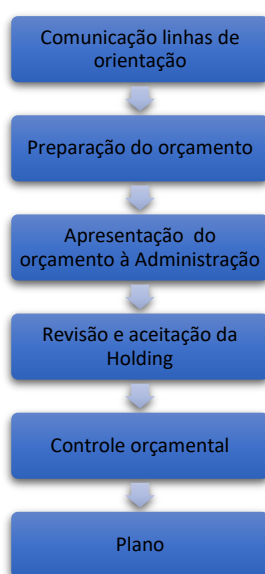 Comunicação linhas de
orientação
Preparação do orçamento
Apresentação do
orçamento à Administração
Revisão e aceitação da
Holding
Controle orçamental
Plano